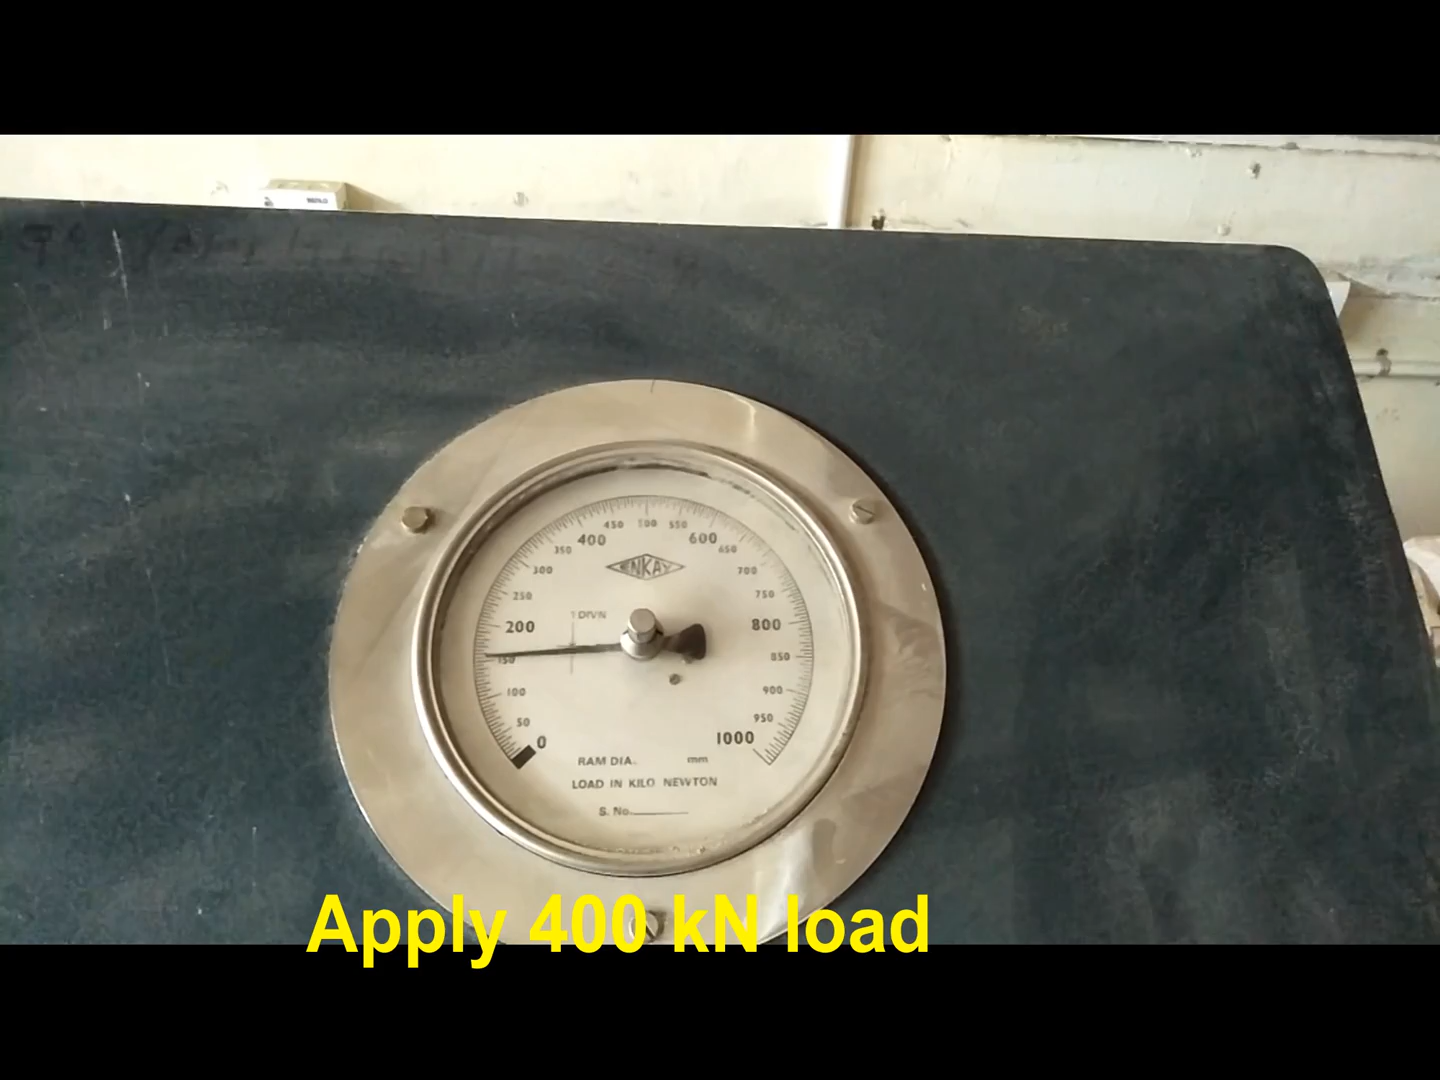 450 500 550
400 600
350 650
ENKAY
300 700
250 1 DIVN 750
200 800
150 850
100 900
50 950
0 1000
RAM DIA. mm
LOAD IN KILO NEWTON
S. No.
Apply 400 kN load